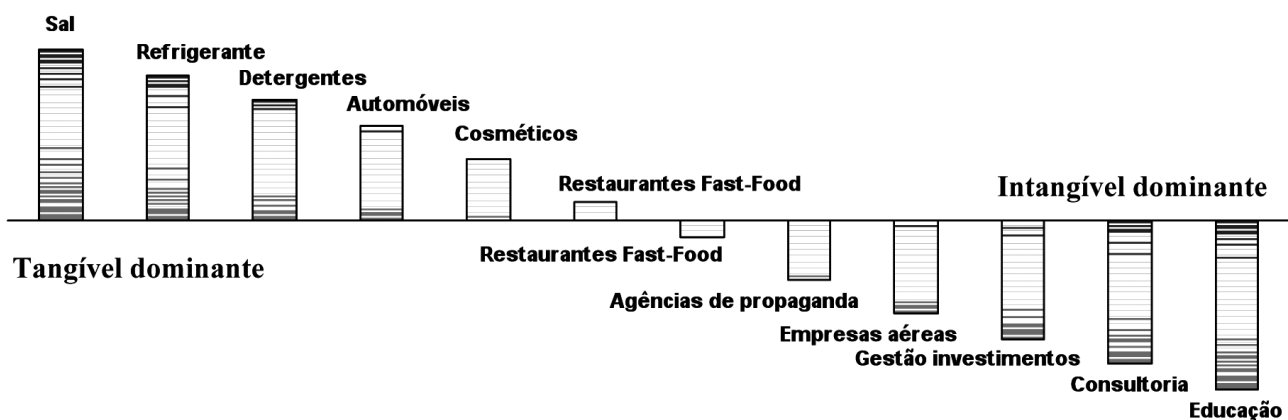 Sal
Refrigerante
Detergentes
Automóveis
Cosméticos
Restaurantes Fast-Food
Intangível dominante
Tangível dominante
Restaurantes Fast-Food
Agências de propaganda
Empresas aéreas
Gestão investimentos
Consultoria
Educação